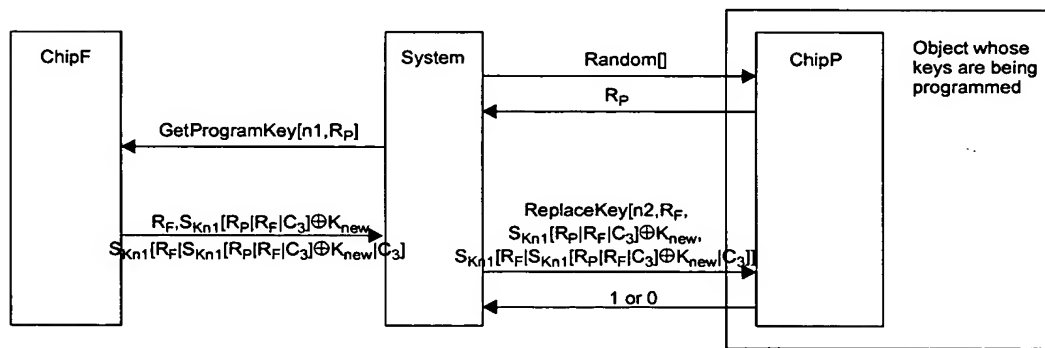 ChipF
System
ChipP
Object whose
keys are being
programmed
Random[]
R_P
GetProgramKey[n1,R_P]
R_F,S_Kn1[R_P|R_F|C_3]⊕K_new
S_Kn1[R_F|S_Kn1[R_P|R_F|C_3]⊕K_new|C_3]
ReplaceKey[n2,R_F,
S_Kn1[R_P|R_F|C_3]⊕K_new,
S_Kn1[R_F|S_Kn1[R_P|R_F|C_3]⊕K_new|C_3]]
1 or 0